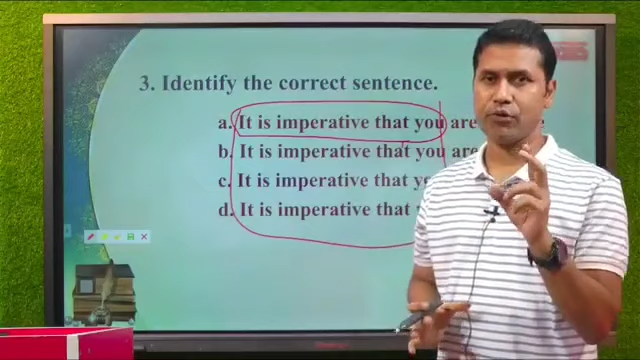 3. Identify the correct sentence.
a. It is imperative that you are
b. It is imperative that you are
c. It is imperative that
d. It is imperative that